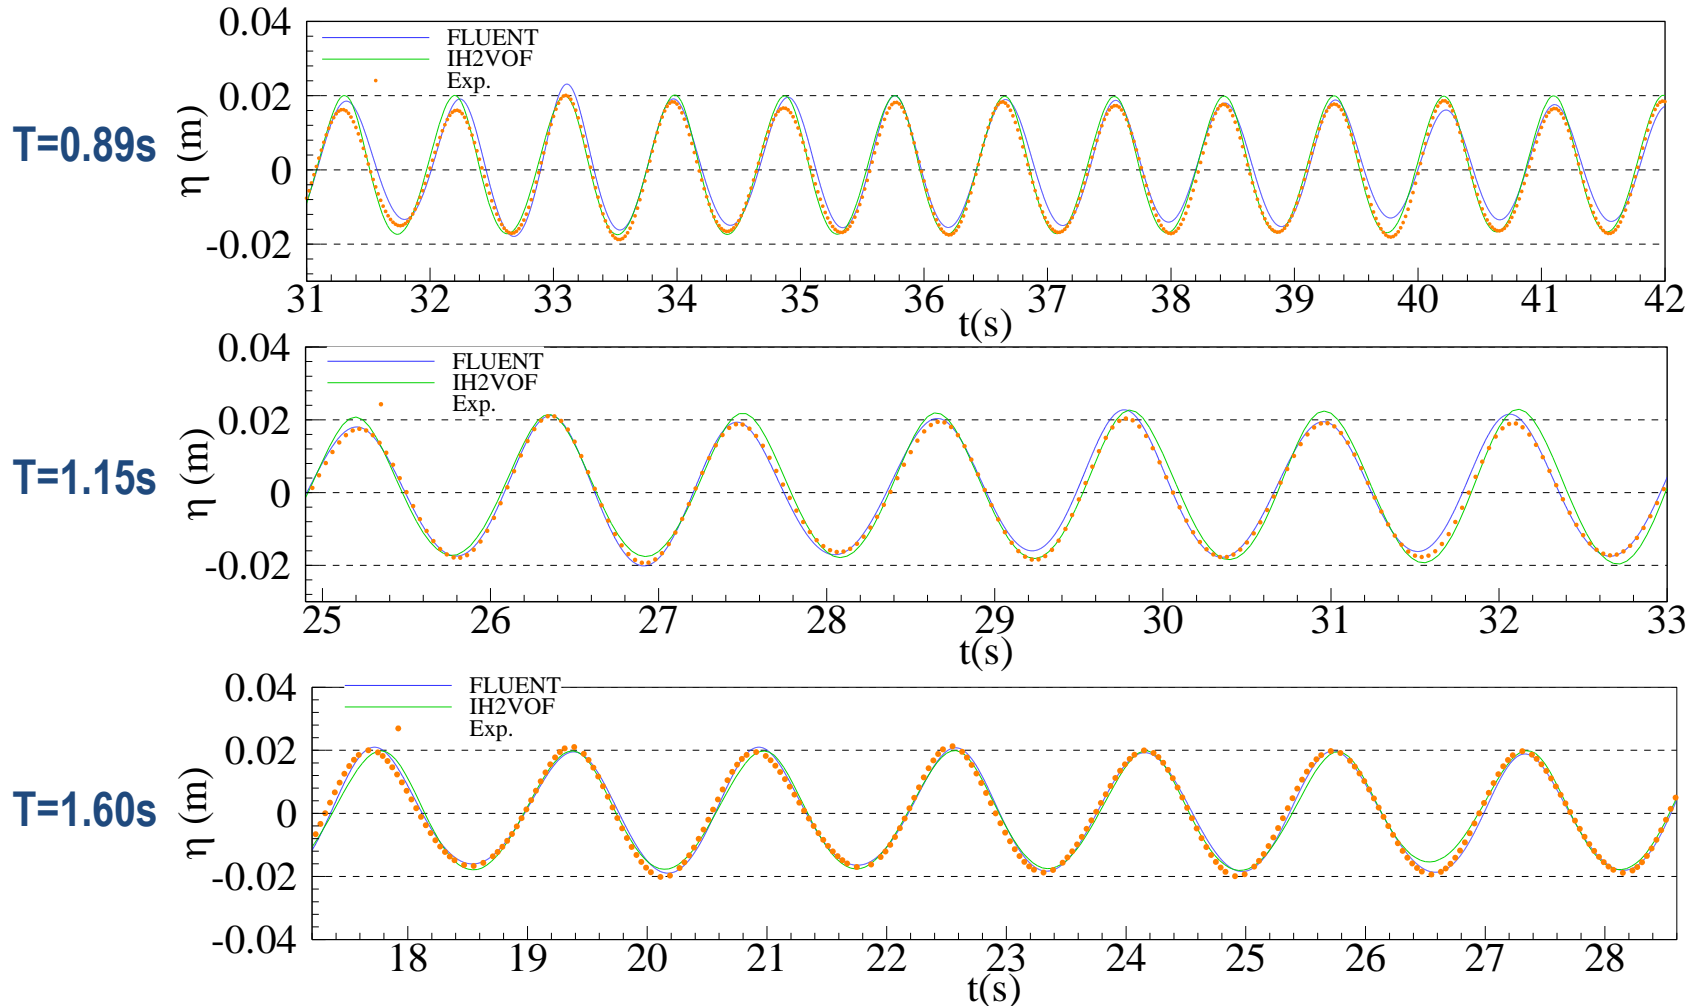 T=0.89s
η (m)
0.04
0.02
0
-0.02
FLUENT
IH2VOF
Exp.
31 32 33 34 35 36 37 38 39 40 41 42
t(s)
T=1.15s
η (m)
0.04
0.02
0
-0.02
FLUENT
IH2VOF
Exp.
25 26 27 28 29 30 31 32 33
t(s)
T=1.60s
η (m)
0.04
0.02
0
-0.02
-0.04
FLUENT
IH2VOF
Exp.
18 19 20 21 22 23 24 25 26 27 28
t(s)